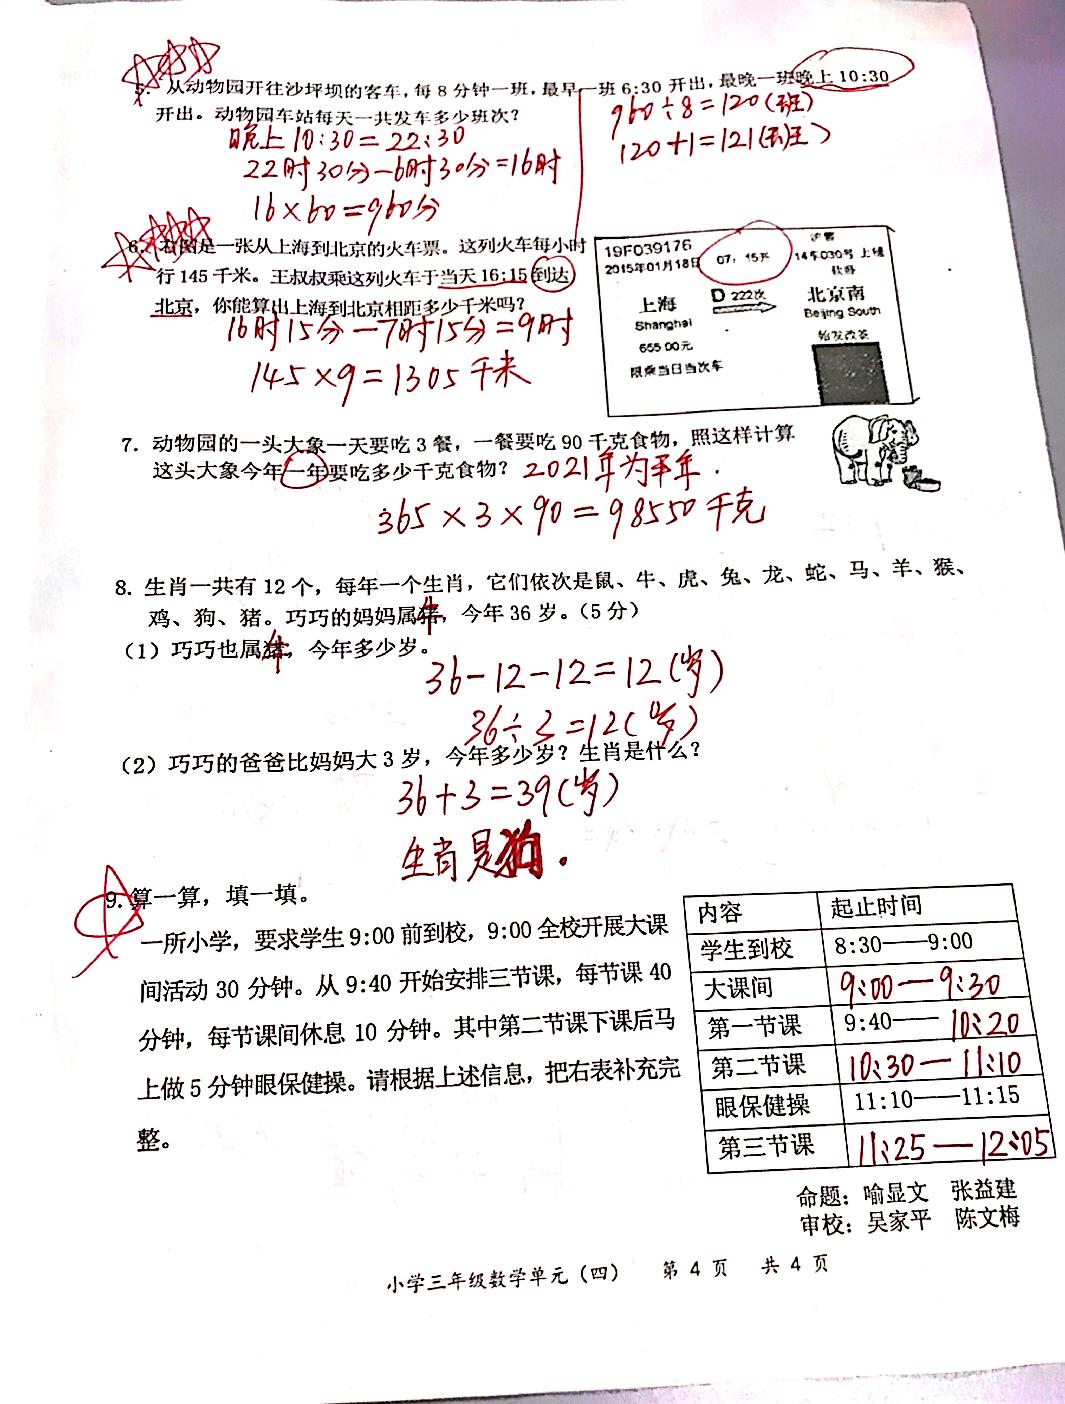 5. 从动物园开往沙坪坝的客车，每 8 分钟一班，最早一班 6:30 开出，最晚一班晚上 10:30
开出。动物园车站每天一共发车多少班次？
晚上 10:30=22:30
22时30分-6时30分=16时
16×60=960分
960÷8=120(班)
120+1=121(班)
6. 右图是一张从上海到北京的火车票。这列火车每小时
行 145 千米。王叔叔乘这列火车于当天 16:15 到达
北京，你能算出上海到北京相距多少千米吗？
16时15分-7时15分=9时
145×9=1305千米
19F039176
2015年01月18日 07：15开 14车030号 上铺
软卧
上海 D 222次 北京南
Shanghai Beijing South
655.00元 始发改签
限乘当日当次车
7. 动物园的一头大象一天要吃 3 餐，一餐要吃 90 千克食物，照这样计算
这头大象今年一年要吃多少千克食物？ 2021年为平年.
365×3×90=98550千克
8. 生肖一共有 12 个，每年一个生肖，它们依次是鼠、牛、虎、兔、龙、蛇、马、羊、猴、
鸡、狗、猪。巧巧的妈妈属牛，今年 36 岁。（5 分）
（1）巧巧也属牛，今年多少岁。
36-12-12=12(岁)
36÷3=12(岁)
（2）巧巧的爸爸比妈妈大 3 岁，今年多少岁？生肖是什么？
36+3=39(岁)
生肖是狗.
9. 算一算，填一填。
一所小学，要求学生 9:00 前到校，9:00 全校开展大课
间活动 30 分钟。从 9:40 开始安排三节课，每节课 40
分钟，每节课间休息 10 分钟。其中第二节课下课后马
上做 5 分钟眼保健操。请根据上述信息，把右表补充完
整。
内容 起止时间
学生到校 8:30——9:00
大课间 9:00—9:30
第一节课 9:40——10:20
第二节课 10:30—11:10
眼保健操 11:10——11:15
第三节课 11:25—12:05
命题：喻显文 张益建
审校：吴家平 陈文梅
小学三年级数学单元（四） 第 4 页 共 4 页